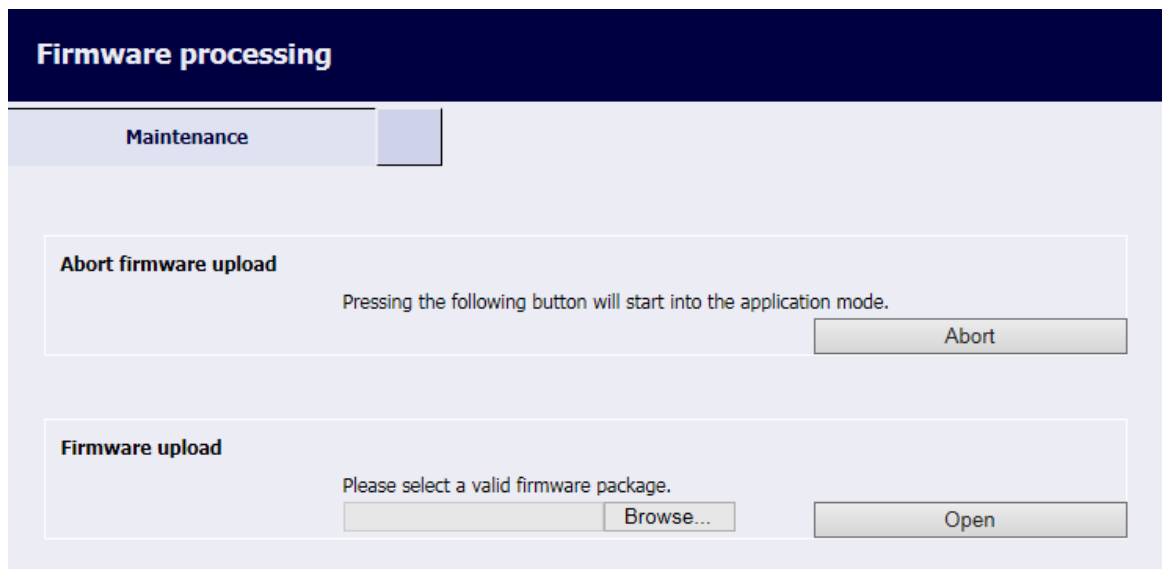 Firmware processing
Maintenance
Abort firmware upload
Pressing the following button will start into the application mode.
Abort
Firmware upload
Please select a valid firmware package.
Browse... Open